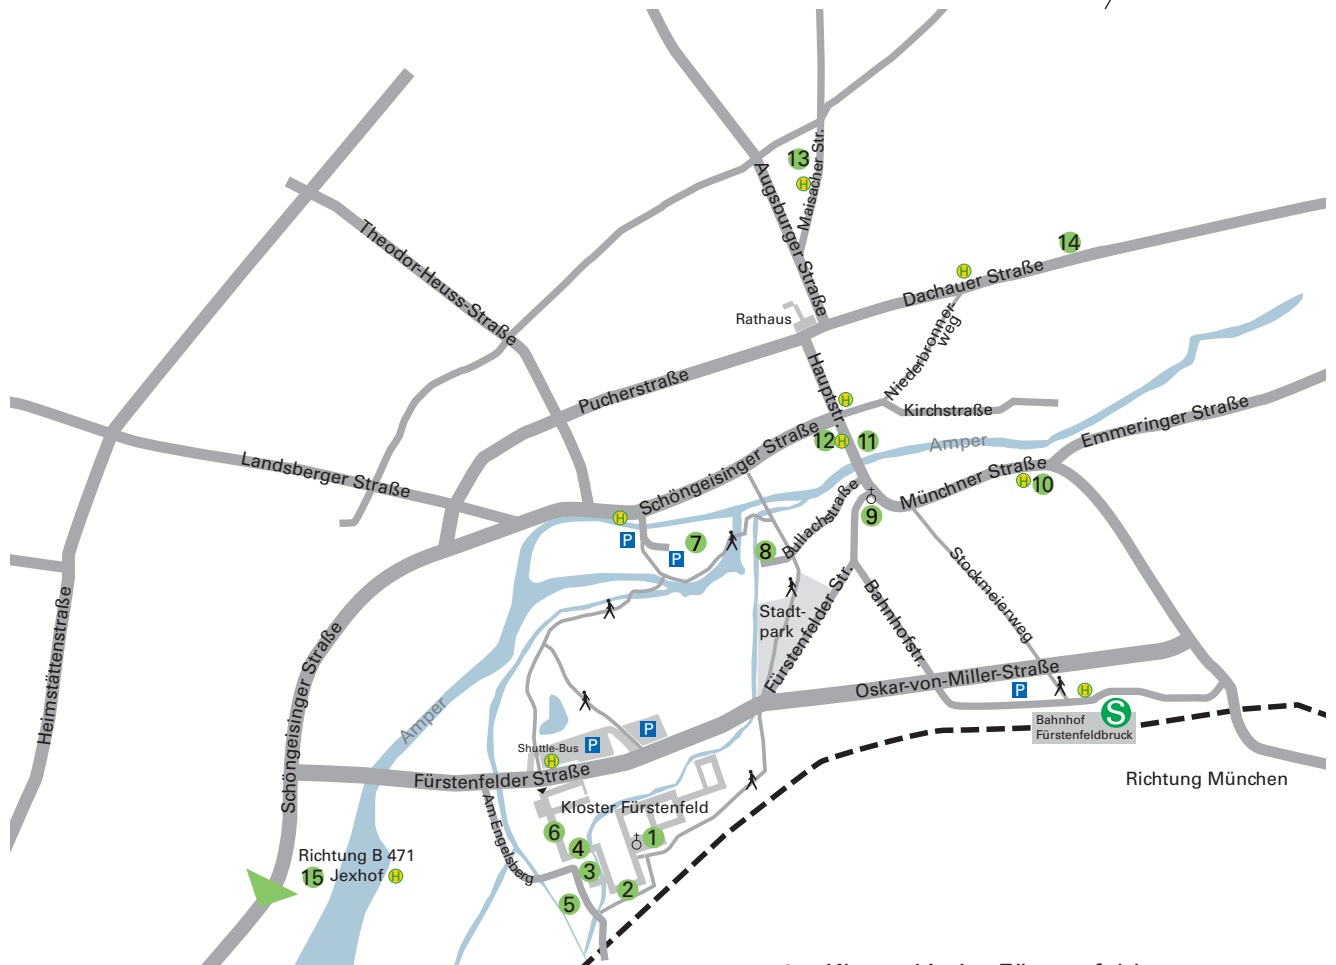 13
Maisacher Str.
Augsburger Straße
14
H
Theodor-Heuss-Straße
H
Dachauer Straße
Rathaus
Niederbronner-
weg
Hauptstr.
Pucherstraße
H
Kirchstraße
Emmeringer Straße
Amper
12 H 11
Schöngeisinger Straße
Landsberger Straße
Münchner Straße
H 10
Bullachstraße
9
H
P
P
7
8
Stockmeierweg
Stadt-
park
Fürstenfelder Str.
Bahnhofstr.
Heimstättenstraße
Schöngeisinger Straße
Oskar-von-Miller-Straße
P
H
S
Bahnhof
Fürstenfeldbruck
Amper
P
P
Shuttle-Bus
H
Fürstenfelder Straße
Richtung München
Am Engelsberg
Kloster Fürstenfeld
6
4
1
3
2
5
Richtung B 471
15 Jexhof H